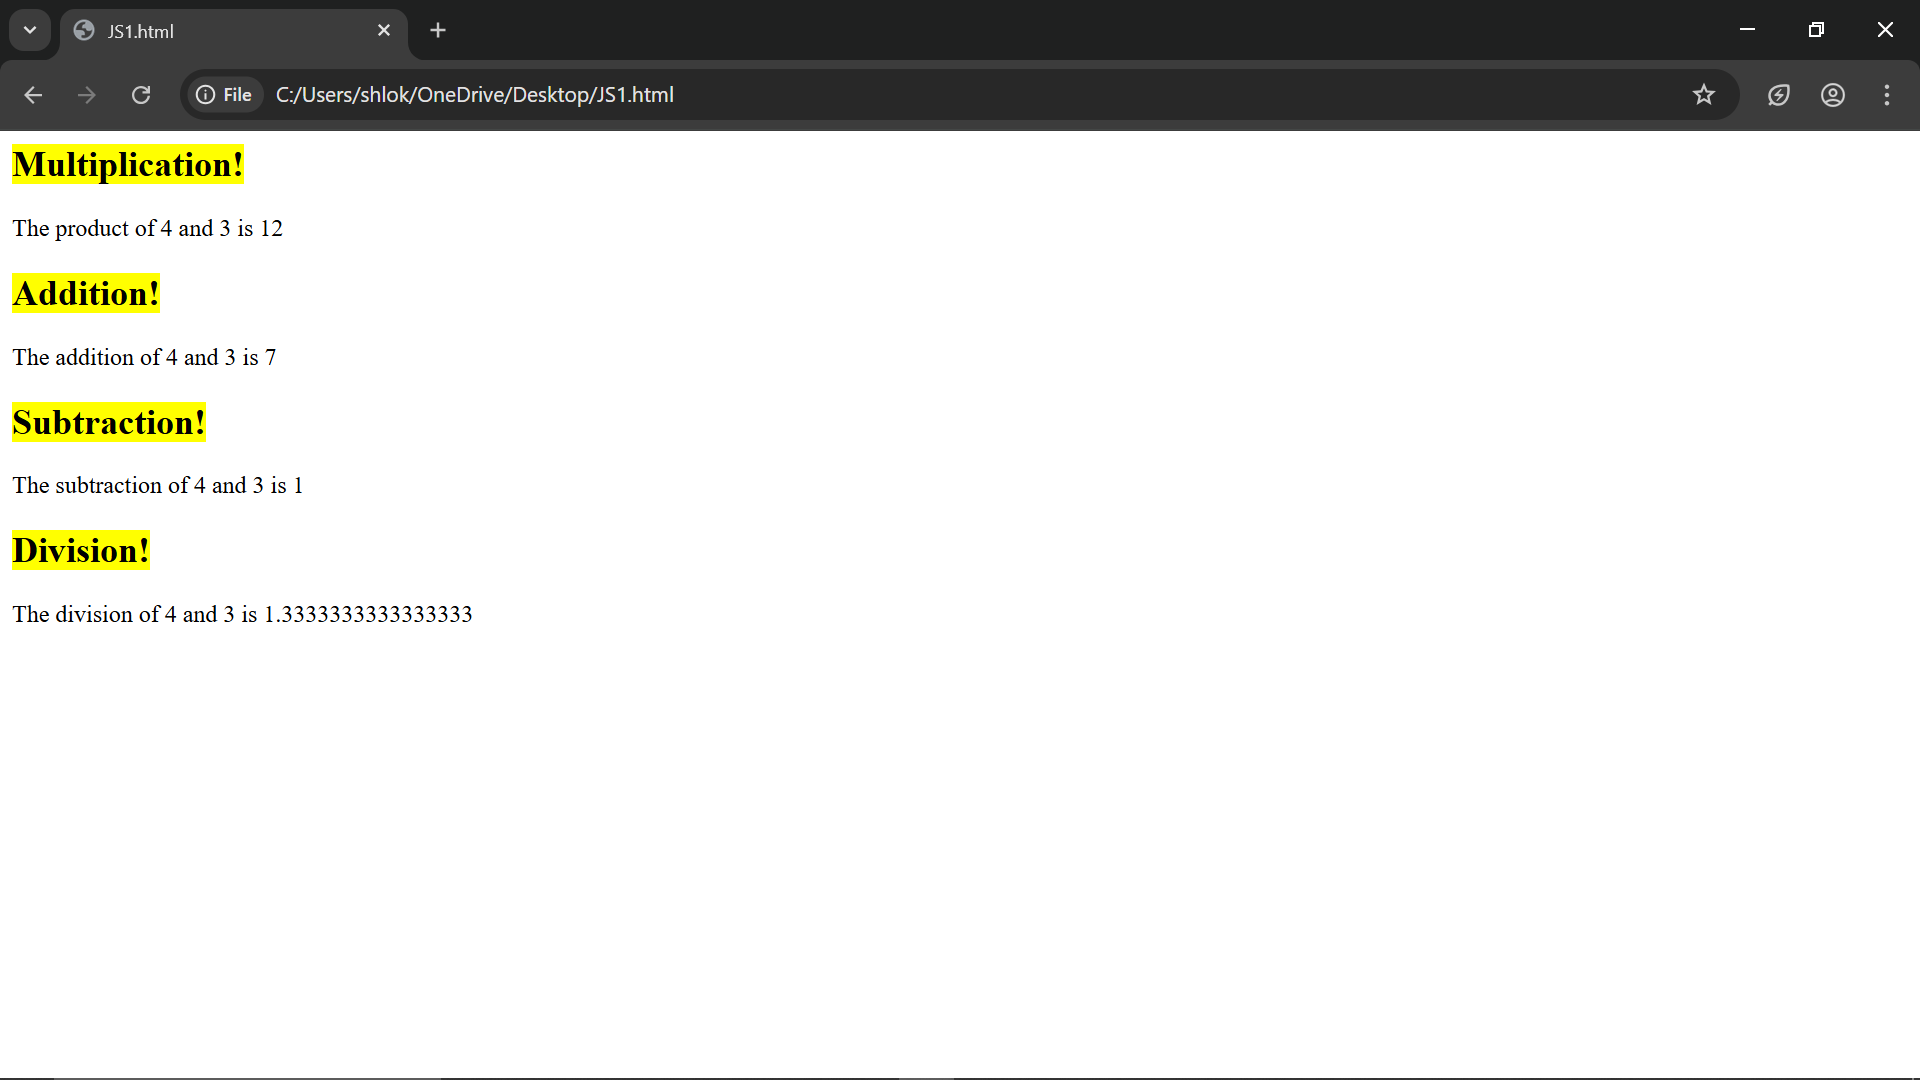 JS1.html
File C:/Users/shlok/OneDrive/Desktop/JS1.html
Multiplication!
The product of 4 and 3 is 12
Addition!
The addition of 4 and 3 is 7
Subtraction!
The subtraction of 4 and 3 is 1
Division!
The division of 4 and 3 is 1.3333333333333333